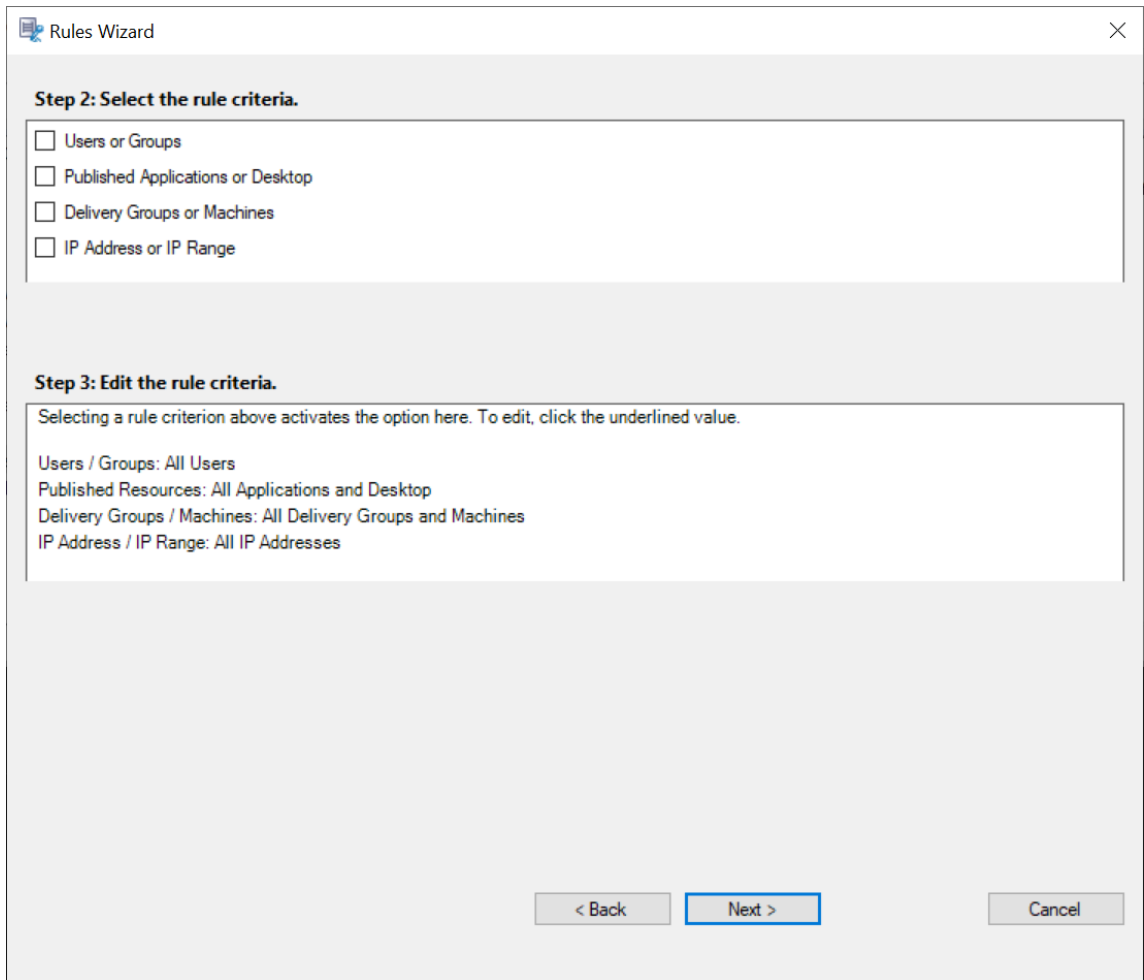 Rules Wizard
Step 2: Select the rule criteria.
Users or Groups
Published Applications or Desktop
Delivery Groups or Machines
IP Address or IP Range
Step 3: Edit the rule criteria.
Selecting a rule criterion above activates the option here. To edit, click the underlined value.
Users / Groups: All Users
Published Resources: All Applications and Desktop
Delivery Groups / Machines: All Delivery Groups and Machines
IP Address / IP Range: All IP Addresses
< Back
Next >
Cancel